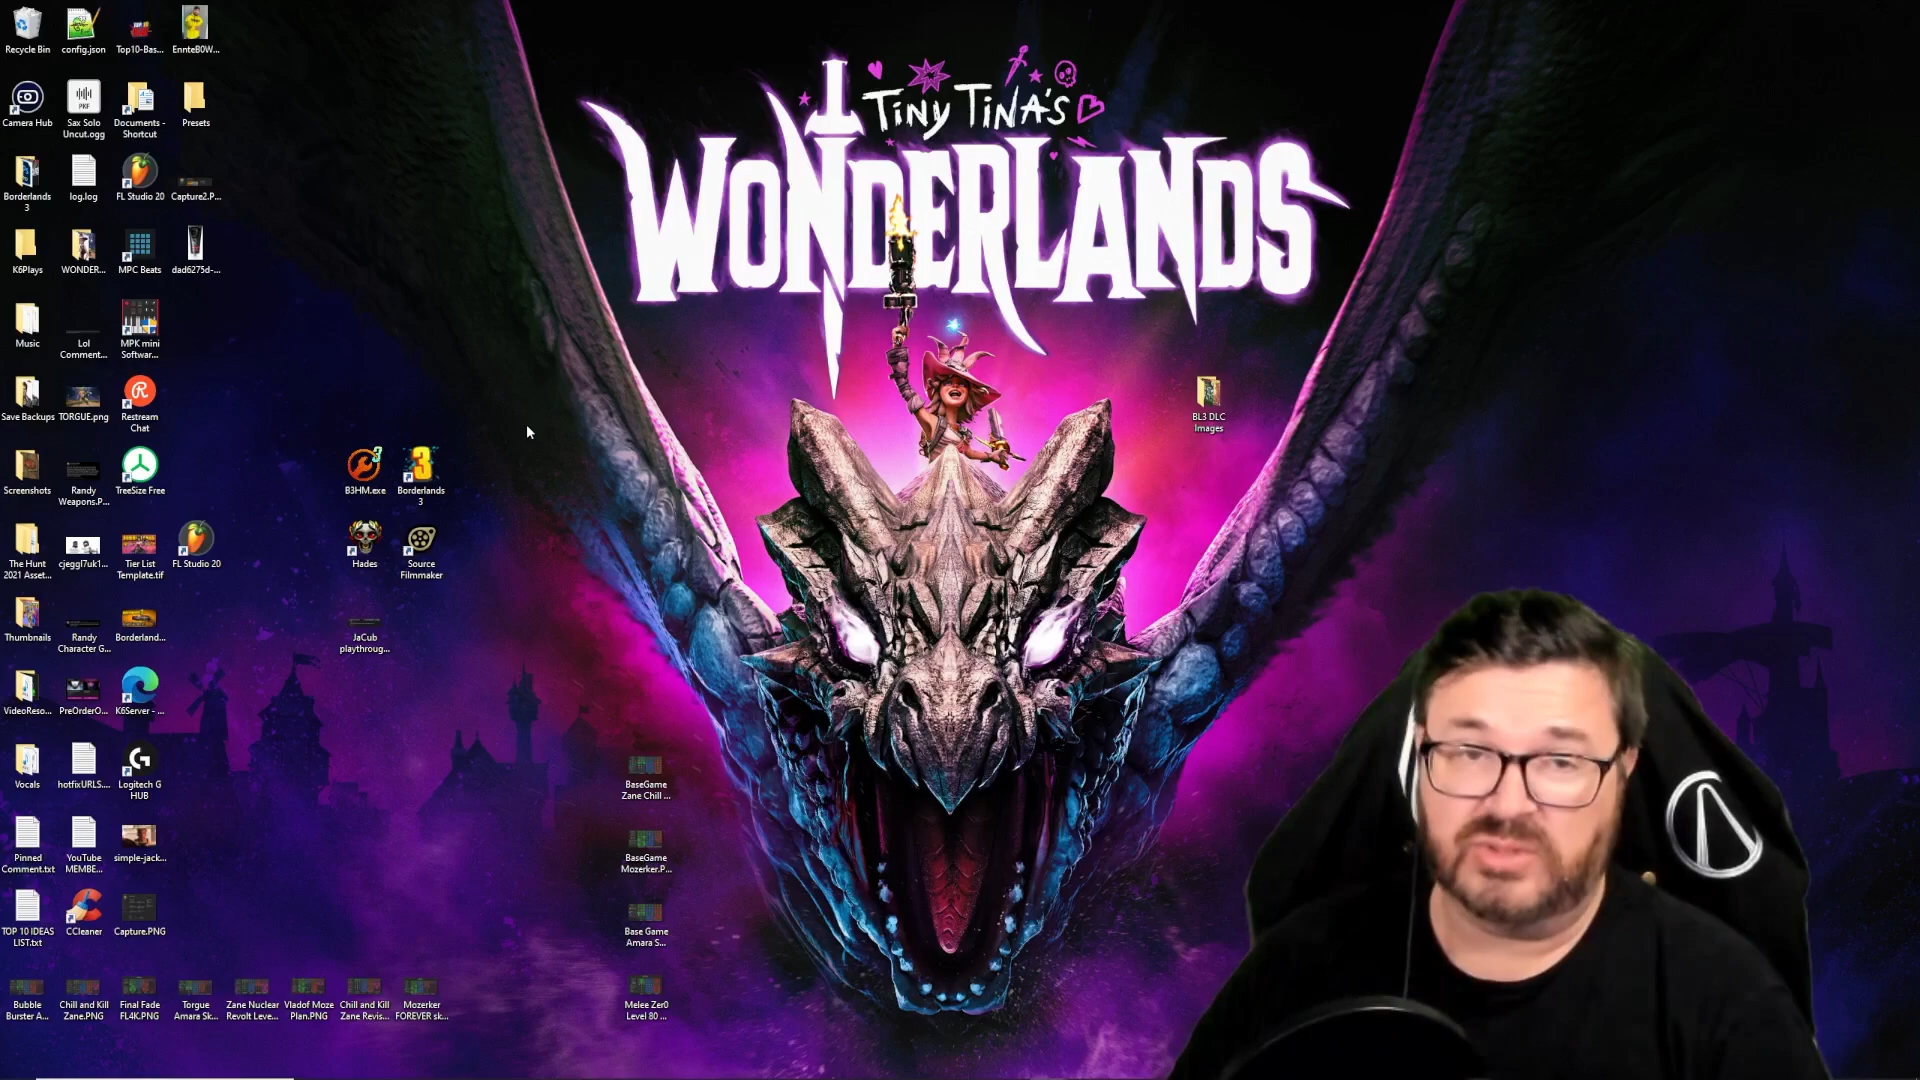 TINY TINA'S
WONDERLANDS
Recycle Bin
config.json
Top10-Bas...
EnnteB0W...
Camera Hub
Sax Solo
Uncut.ogg
PKF
Documents -
Shortcut
Presets
Borderlands
3
log.log
FL Studio 20
Capture2.P...
K6Plays
WONDER...
MPC Beats
dad6275d-...
Music
Lol
Comment...
MPK mini
Softwar...
Save Backups
TORGUE.png
Restream
Chat
Screenshots
Randy
Weapons.P...
TreeSize Free
B3HM.exe
Borderlands
3
BL3 DLC
Images
The Hunt
2021 Asset...
cjeggl7uk1...
Tier List
Template.tif
FL Studio 20
Hades
Source
Filmmaker
Thumbnails
Randy
Character G...
Borderland...
JaCub
playthroug...
VideoReso...
PreOrderO...
K6Server - ...
Vocals
hotfixURLS....
Logitech G
HUB
BaseGame
Zane Chill ...
Pinned
Comment.txt
YouTube
MEMBE...
simple-jack...
BaseGame
Mozerker.P...
TOP 10 IDEAS
LIST.txt
CCleaner
Capture.PNG
Base Game
Amara S...
Bubble
Burster A...
Chill and Kill
Zane.PNG
Final Fade
FL4K.PNG
Torgue
Amara Sk...
Zane Nuclear
Revolt Leve...
Vladof Moze
Plan.PNG
Chill and Kill
Zane Revis...
Mozerker
FOREVER sk...
Melee Zer0
Level 80 ...